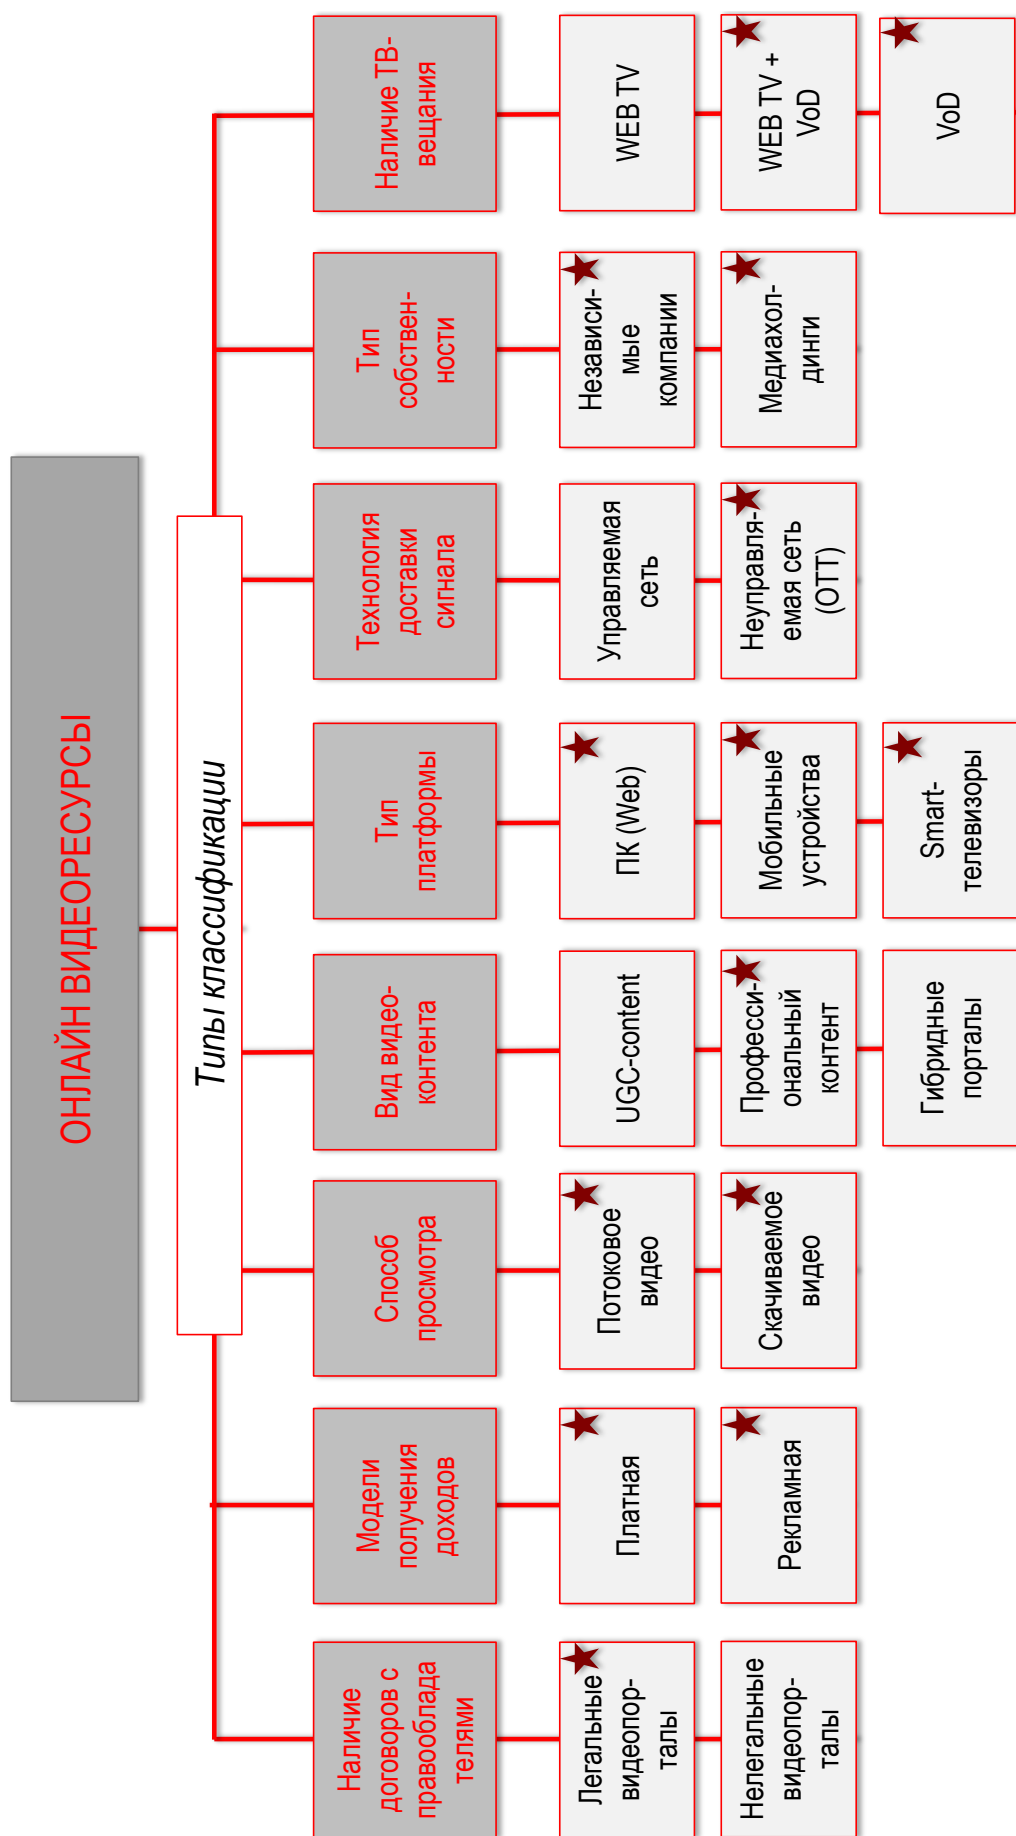 ОНЛАЙН ВИДЕОРЕСУРСЫ
Типы классификации
Наличие
договоров с
правооблада
телями
Легальные
видеопор-
талы
Нелегальные
видеопор-
талы
Модели
получения
доходов
Платная
Рекламная
Способ
просмотра
Потоковое
видео
Скачиваемое
видео
Вид видео-
контента
UGC-content
Професси-
ональный
контент
Гибридные
порталы
Тип
платформы
ПК (Web)
Мобильные
устройства
Smart-
телевизоры
Технология
доставки
сигнала
Управляемая
сеть
Неуправля-
емая сеть
(ОТТ)
Тип
собствен-
ности
Независи-
мые
компании
Медиахол-
динги
Наличие ТВ-
вещания
WEB TV
WEB TV +
VoD
VoD